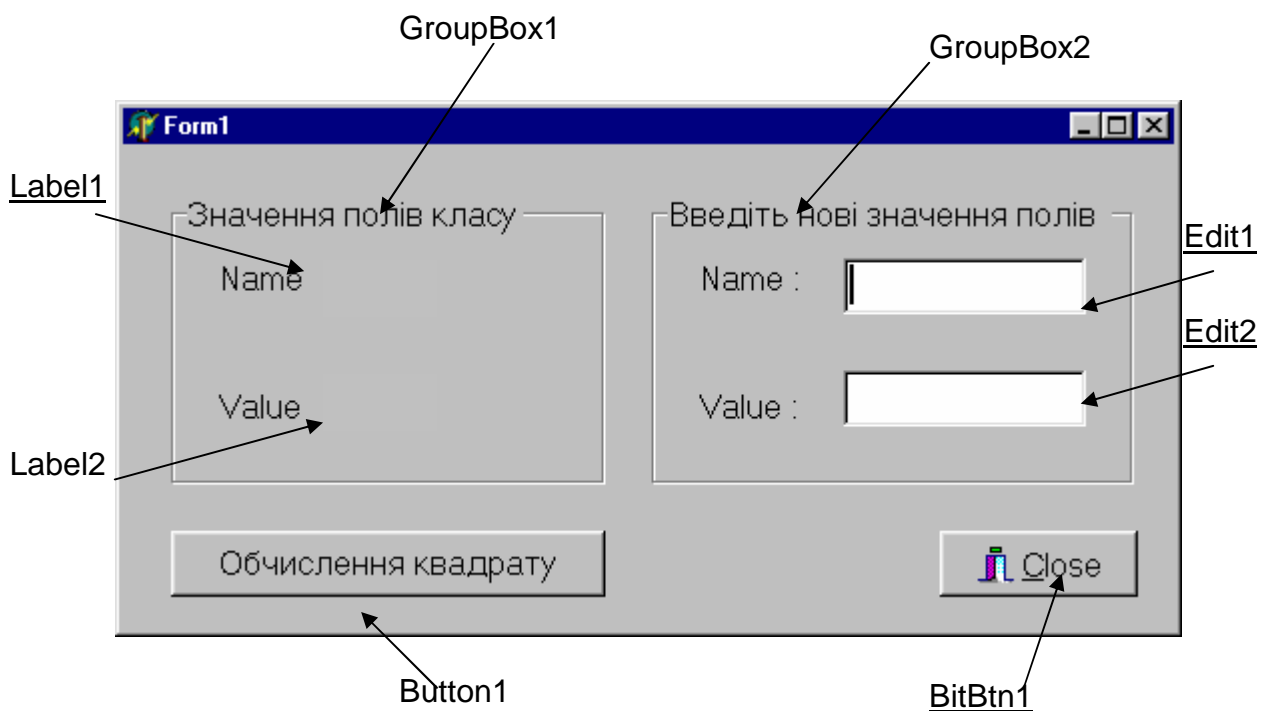 GroupBox1
GroupBox2
Form1
Label1
Значення полів класу
Введіть нові значення полів
Edit1
Name
Name :
Edit2
Value
Value :
Label2
Обчислення квадрату
Close
Button1
BitBtn1